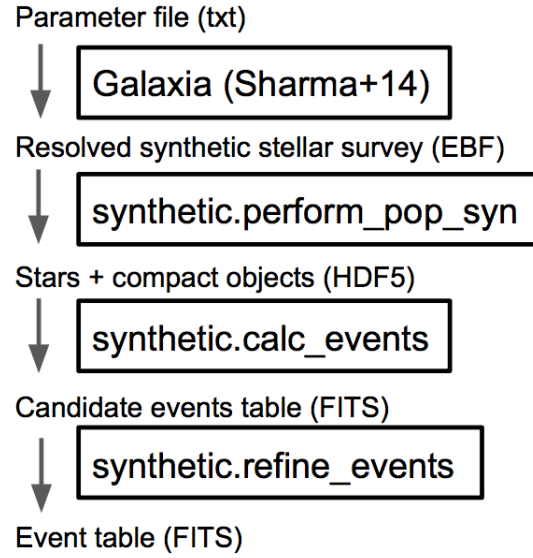 Parameter file (txt)
Galaxia (Sharma+14)
Resolved synthetic stellar survey (EBF)
synthetic.perform_pop_syn
Stars + compact objects (HDF5)
synthetic.calc_events
Candidate events table (FITS)
synthetic.refine_events
Event table (FITS)